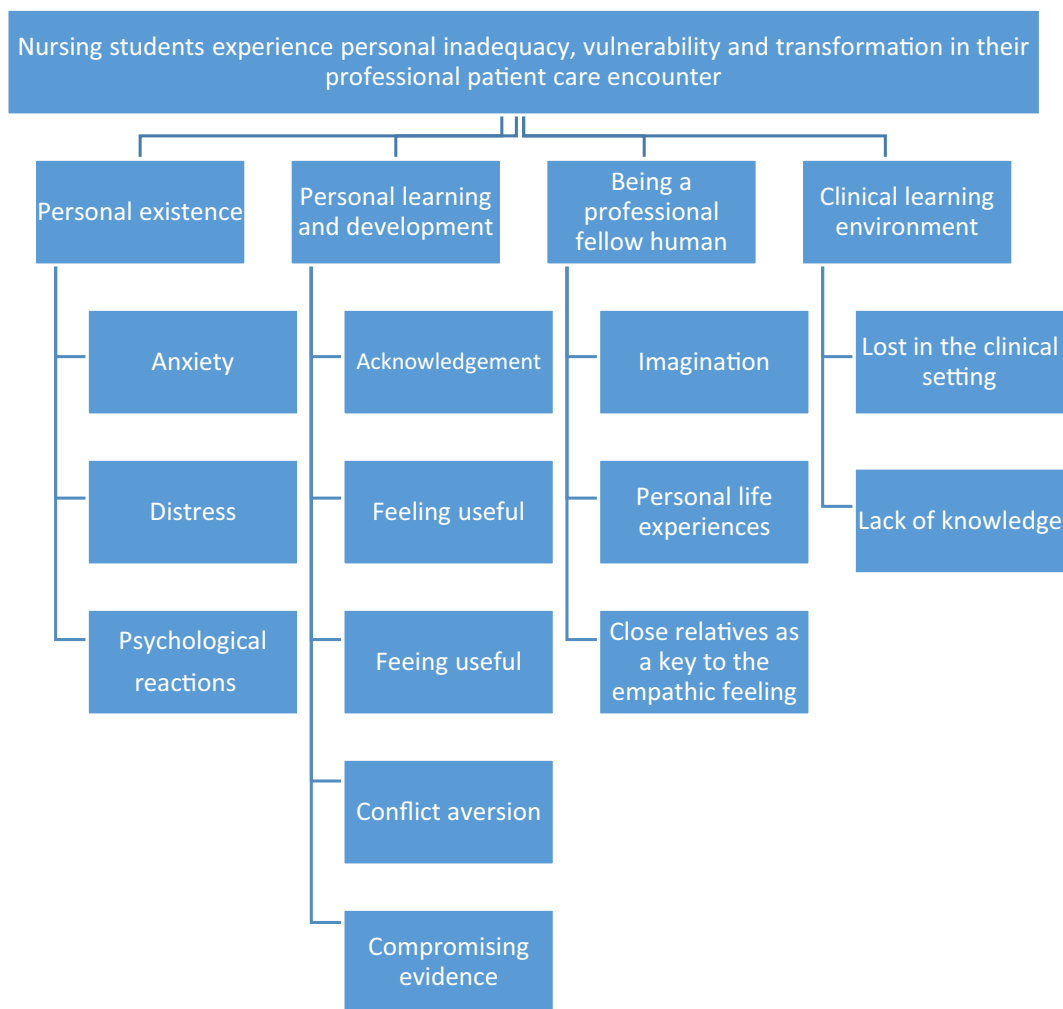 Nursing students experience personal inadequacy, vulnerability and transformation in their
professional patient care encounter
Personal existence
Personal learning
and development
Being a
professional
fellow human
Clinical learning
environment
Anxiety
Acknowledgement
Imagination
Lost in the clinical
setting
Distress
Feeling useful
Personal life
experiences
Lack of knowledge
Psychological
reactions
Feeing useful
Close relatives as
a key to the
empathic feeling
Conflict aversion
Compromising
evidence